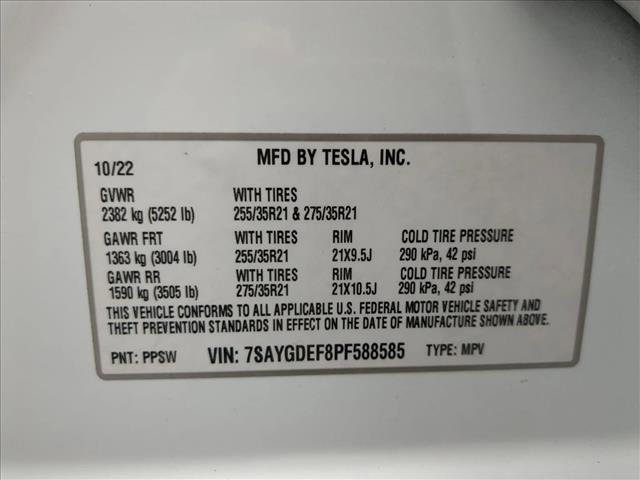 10/22 MFD BY TESLA, INC.
GVWR WITH TIRES
2382 kg (5252 lb) 255/35R21 & 275/35R21
GAWR FRT WITH TIRES RIM COLD TIRE PRESSURE
1363 kg (3004 lb) 255/35R21 21X9.5J 290 kPa, 42 psi
GAWR RR WITH TIRES RIM COLD TIRE PRESSURE
1590 kg (3505 lb) 275/35R21 21X10.5J 290 kPa, 42 psi
THIS VEHICLE CONFORMS TO ALL APPLICABLE U.S. FEDERAL MOTOR VEHICLE SAFETY AND
THEFT PREVENTION STANDARDS IN EFFECT ON THE DATE OF MANUFACTURE SHOWN ABOVE.
PNT: PPSW VIN: 7SAYGDEF8PF588585 TYPE: MPV